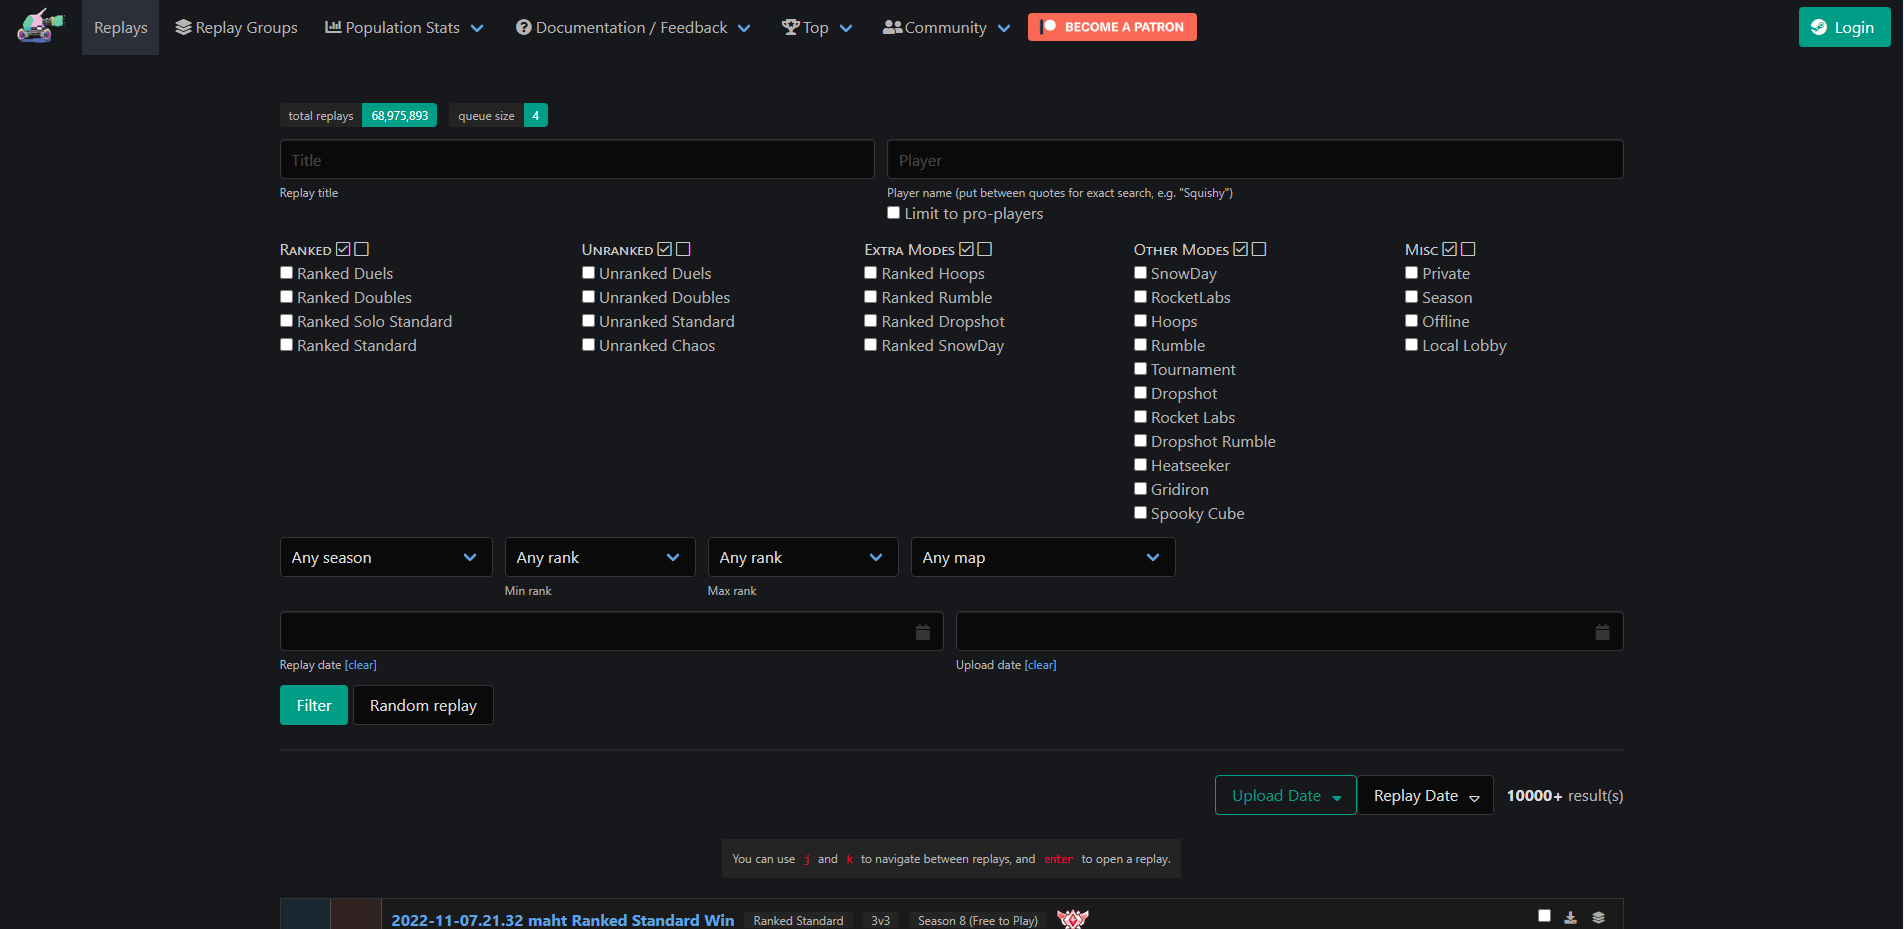 Replays Replay Groups Population Stats Documentation / Feedback Top Community BECOME A PATRON Login
total replays 68,975,893 queue size 4
Title Player
Replay title Player name (put between quotes for exact search, e.g. "Squishy")
Limit to pro-players
RANKED UNRANKED EXTRA MODES OTHER MODES MISC
Ranked Duels Unranked Duels Ranked Hoops SnowDay Private
Ranked Doubles Unranked Doubles Ranked Rumble RocketLabs Season
Ranked Solo Standard Unranked Standard Ranked Dropshot Hoops Offline
Ranked Standard Unranked Chaos Ranked SnowDay Rumble Local Lobby
Tournament
Dropshot
Rocket Labs
Dropshot Rumble
Heatseeker
Gridiron
Spooky Cube
Any season Any rank Any rank Any map
Min rank Max rank
Replay date [clear] Upload date [clear]
Filter Random replay
Upload Date Replay Date 10000+ result(s)
You can use j and k to navigate between replays, and enter to open a replay.
2022-11-07.21.32 maht Ranked Standard Win Ranked Standard 3v3 Season 8 (Free to Play)